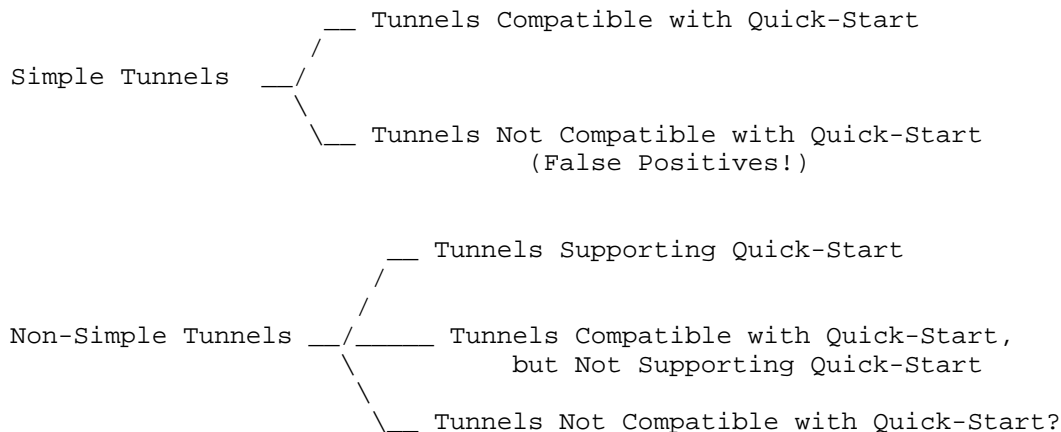 Tunnels Compatible with Quick-Start
Simple Tunnels
Tunnels Not Compatible with Quick-Start
(False Positives!)
Tunnels Supporting Quick-Start
Non-Simple Tunnels
Tunnels Compatible with Quick-Start,
but Not Supporting Quick-Start
Tunnels Not Compatible with Quick-Start?